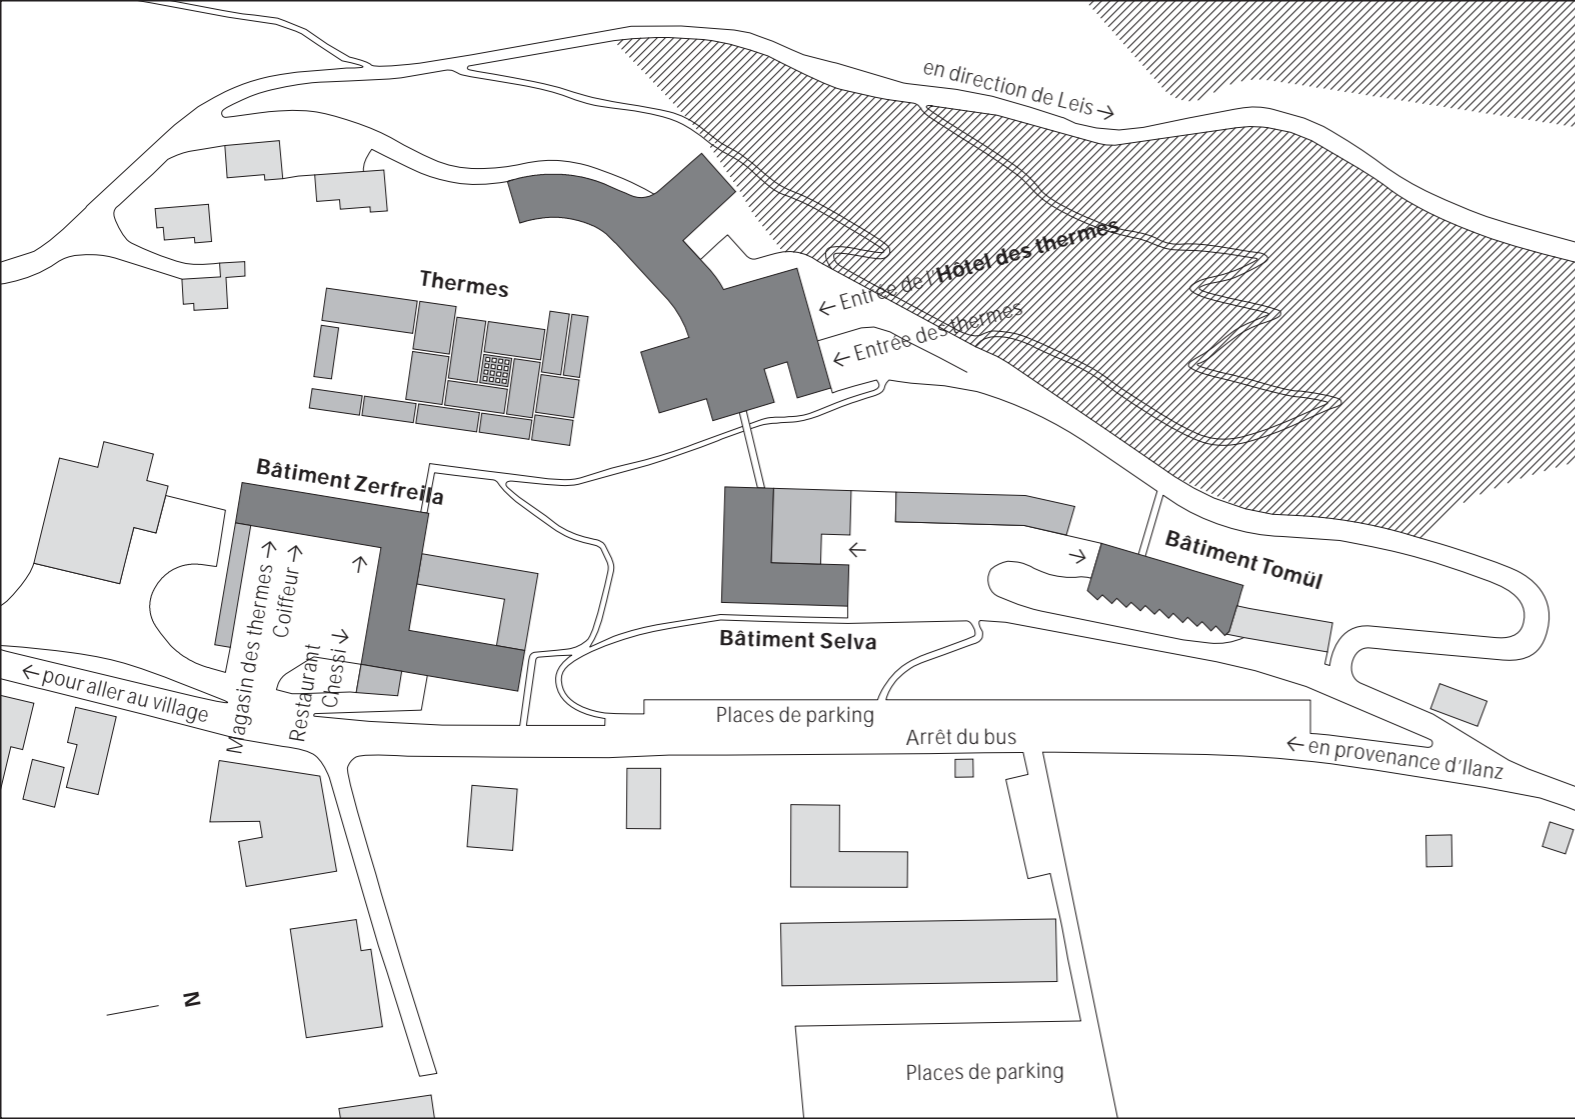 en direction de Leis →
← Entrée de l'Hôtel des thermes
← Entrée des thermes
Thermes
Bâtiment Zerfreila
Bâtiment Tomül
Bâtiment Selva
Magasin des thermes →
Coiffeur →
Restaurant
Chessi →
← pour aller au village
Places de parking
Arrêt du bus
← en provenance d'Ilanz
N
Places de parking